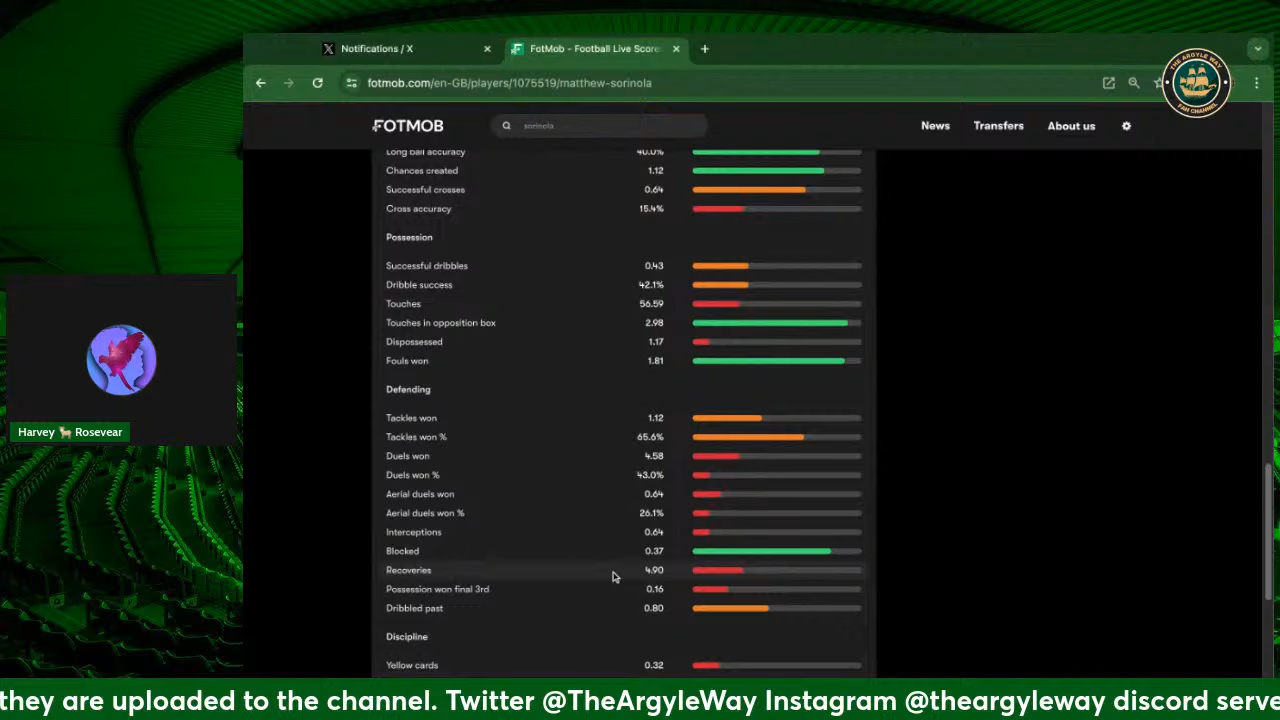 Notifications / X
FotMob - Football Live Score
fotmob.com/en-GB/players/1075519/matthew-sorinola
THE ARGYLE WAY
FAN CHANNEL
FOTMOB
sorinola
News
Transfers
About us
Long ball accuracy 40.0%
Chances created 1.12
Successful crosses 0.64
Cross accuracy 15.4%
Possession
Successful dribbles 0.43
Dribble success 42.1%
Touches 56.59
Touches in opposition box 2.98
Dispossessed 1.17
Fouls won 1.81
Defending
Tackles won 1.12
Tackles won % 65.6%
Duels won 4.58
Duels won % 43.0%
Aerial duels won 0.64
Aerial duels won % 26.1%
Interceptions 0.64
Blocked 0.37
Recoveries 4.90
Possession won final 3rd 0.16
Dribbled past 0.80
Discipline
Yellow cards 0.32
Harvey 🐐 Rosevear
they are uploaded to the channel. Twitter @TheArgyleWay Instagram @theargyleway discord serve